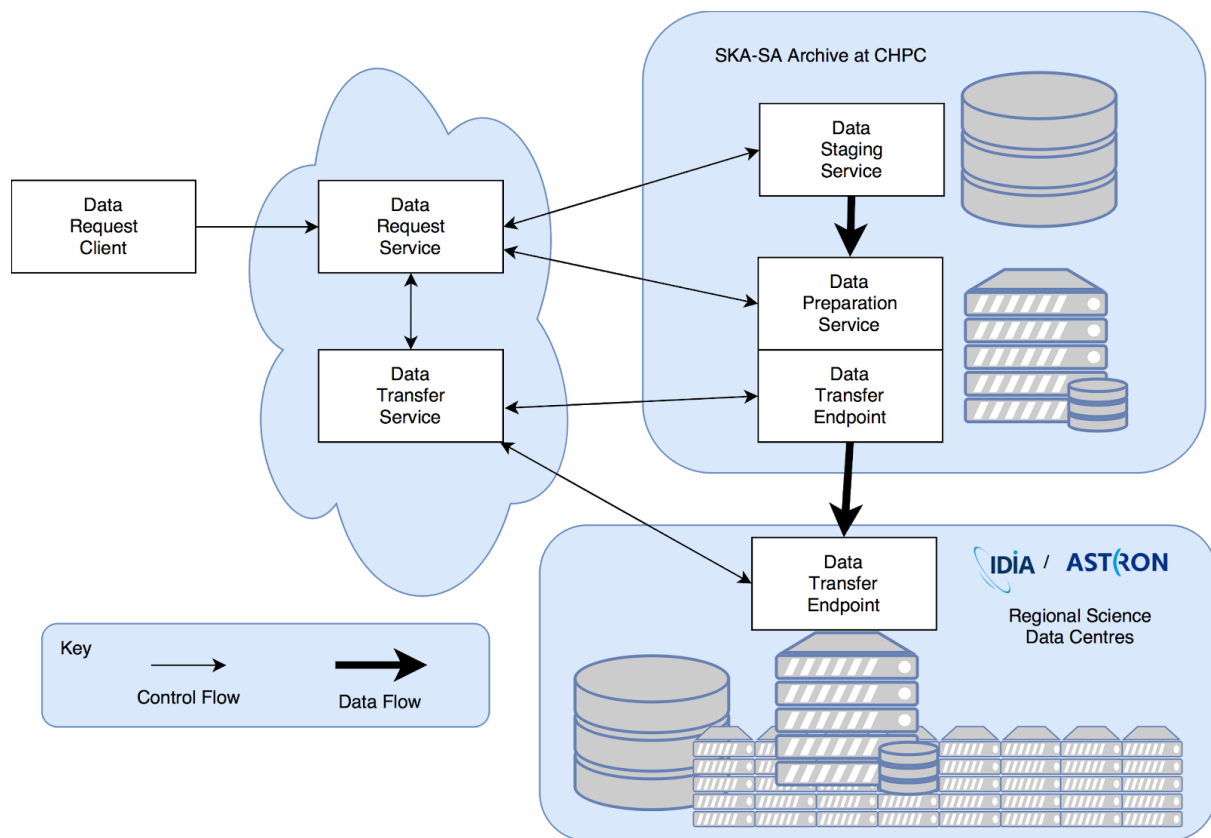 SKA-SA Archive at CHPC
Data
Staging
Service
Data
Request
Client
Data
Request
Service
Data
Preparation
Service
Data
Transfer
Service
Data
Transfer
Endpoint
Data
Transfer
Endpoint
IDIA / ASTRON
Regional Science
Data Centres
Key
Control Flow
Data Flow